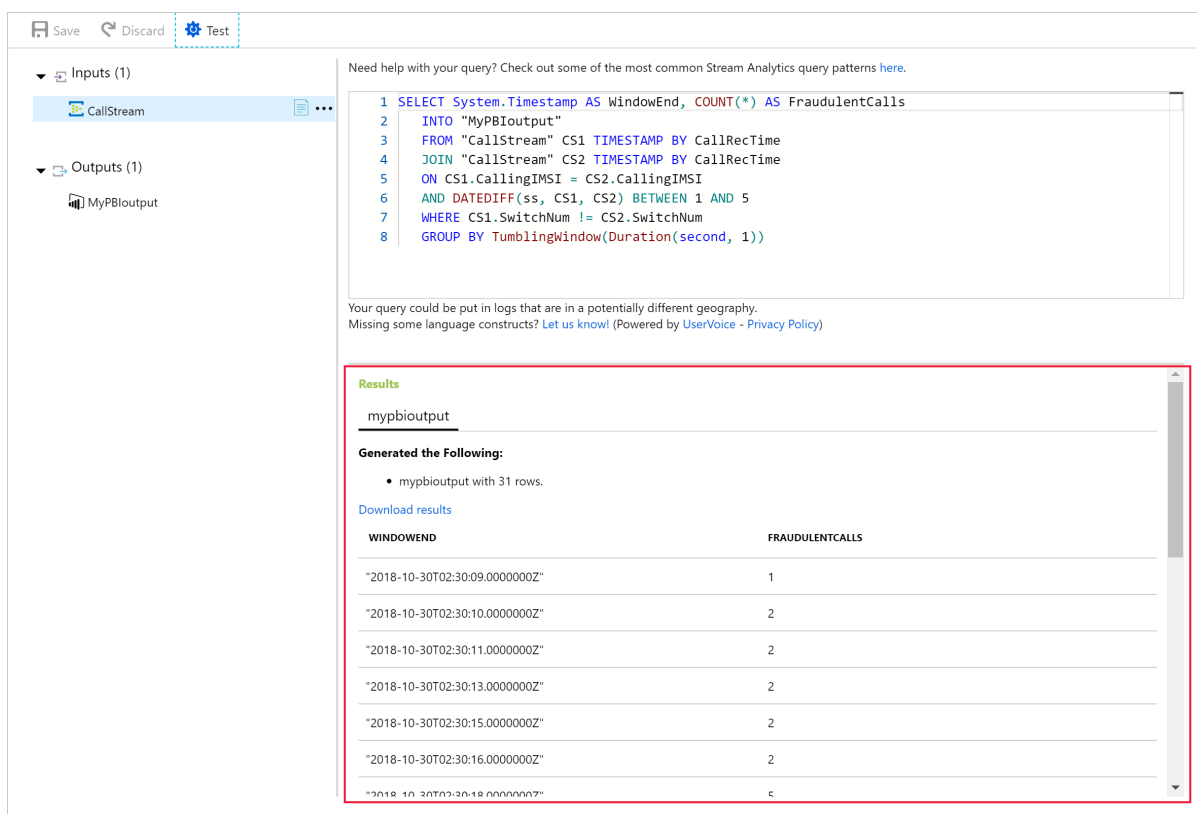 Save Discard Test
Inputs (1)
CallStream
Outputs (1)
MyPBIoutput
Need help with your query? Check out some of the most common Stream Analytics query patterns here.
1 SELECT System.Timestamp AS WindowEnd, COUNT(*) AS FraudulentCalls
2 INTO "MyPBIoutput"
3 FROM "CallStream" CS1 TIMESTAMP BY CallRecTime
4 JOIN "CallStream" CS2 TIMESTAMP BY CallRecTime
5 ON CS1.CallingIMSI = CS2.CallingIMSI
6 AND DATEDIFF(ss, CS1, CS2) BETWEEN 1 AND 5
7 WHERE CS1.SwitchNum != CS2.SwitchNum
8 GROUP BY TumblingWindow(Duration(second, 1))
Your query could be put in logs that are in a potentially different geography.
Missing some language constructs? Let us know! (Powered by UserVoice - Privacy Policy)
Results
mypbioutput
Generated the Following:
• mypbioutput with 31 rows.
Download results
WINDOWEND FRAUDULENTCALLS
"2018-10-30T02:30:09.0000000Z" 1
"2018-10-30T02:30:10.0000000Z" 2
"2018-10-30T02:30:11.0000000Z" 2
"2018-10-30T02:30:13.0000000Z" 2
"2018-10-30T02:30:15.0000000Z" 2
"2018-10-30T02:30:16.0000000Z" 2
"2018-10-30T02:30:18.0000000Z" 5